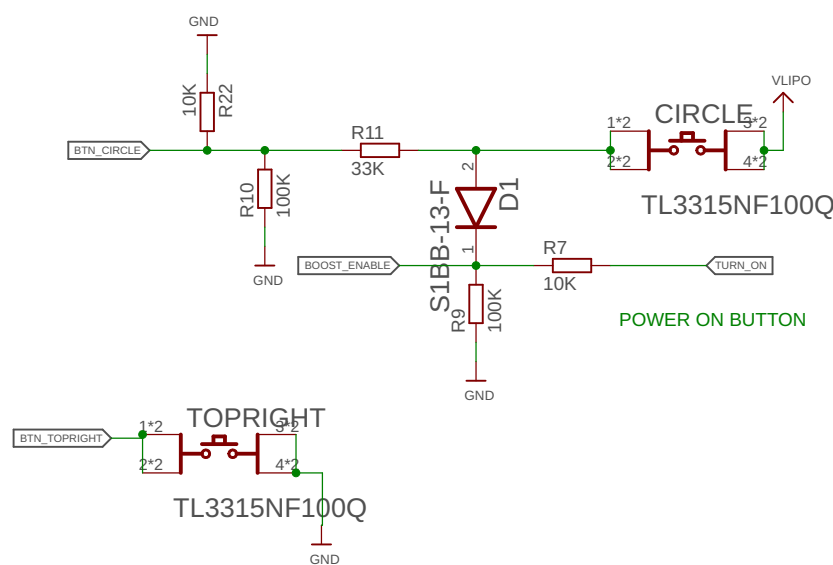 GND
10K
R22
VLIPO
CIRCLE
1*2
3*2
BTN_CIRCLE
R11
33K
2*2
4*2
2
D1
R10
100K
TL3315NF100Q
S1BB-13-F
1
R7
GND
BOOST_ENABLE
TURN_ON
10K
R9
100K
POWER ON BUTTON
GND
TOPRIGHT
1*2
3*2
BTN_TOPRIGHT
2*2
4*2
TL3315NF100Q
GND